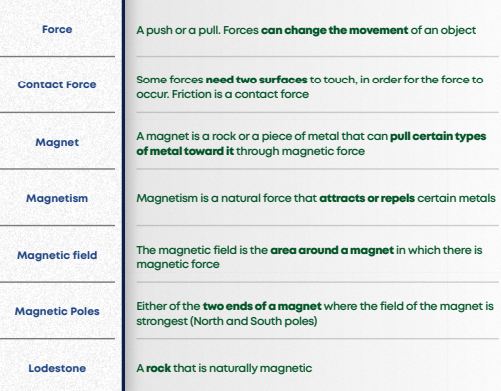 Force
A push or a pull. Forces can change the movement of an object
Contact Force
Some forces need two surfaces to touch, in order for the force to
occur. Friction is a contact force
Magnet
A magnet is a rock or a piece of metal that can pull certain types
of metal toward it through magnetic force
Magnetism
Magnetism is a natural force that attracts or repels certain metals
Magnetic field
The magnetic field is the area around a magnet in which there is
magnetic force
Magnetic Poles
Either of the two ends of a magnet where the field of the magnet is
strongest (North and South poles)
Lodestone
A rock that is naturally magnetic